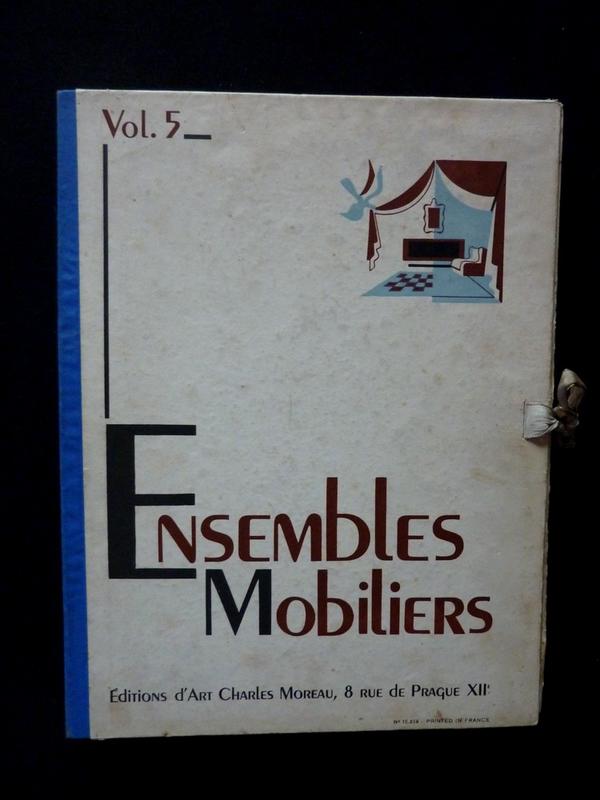 Vol. 5
Ensembles
Mobiliers
Éditions d'Art Charles Moreau, 8 rue de Prague XIIᵉ
PRINTED IN FRANCE